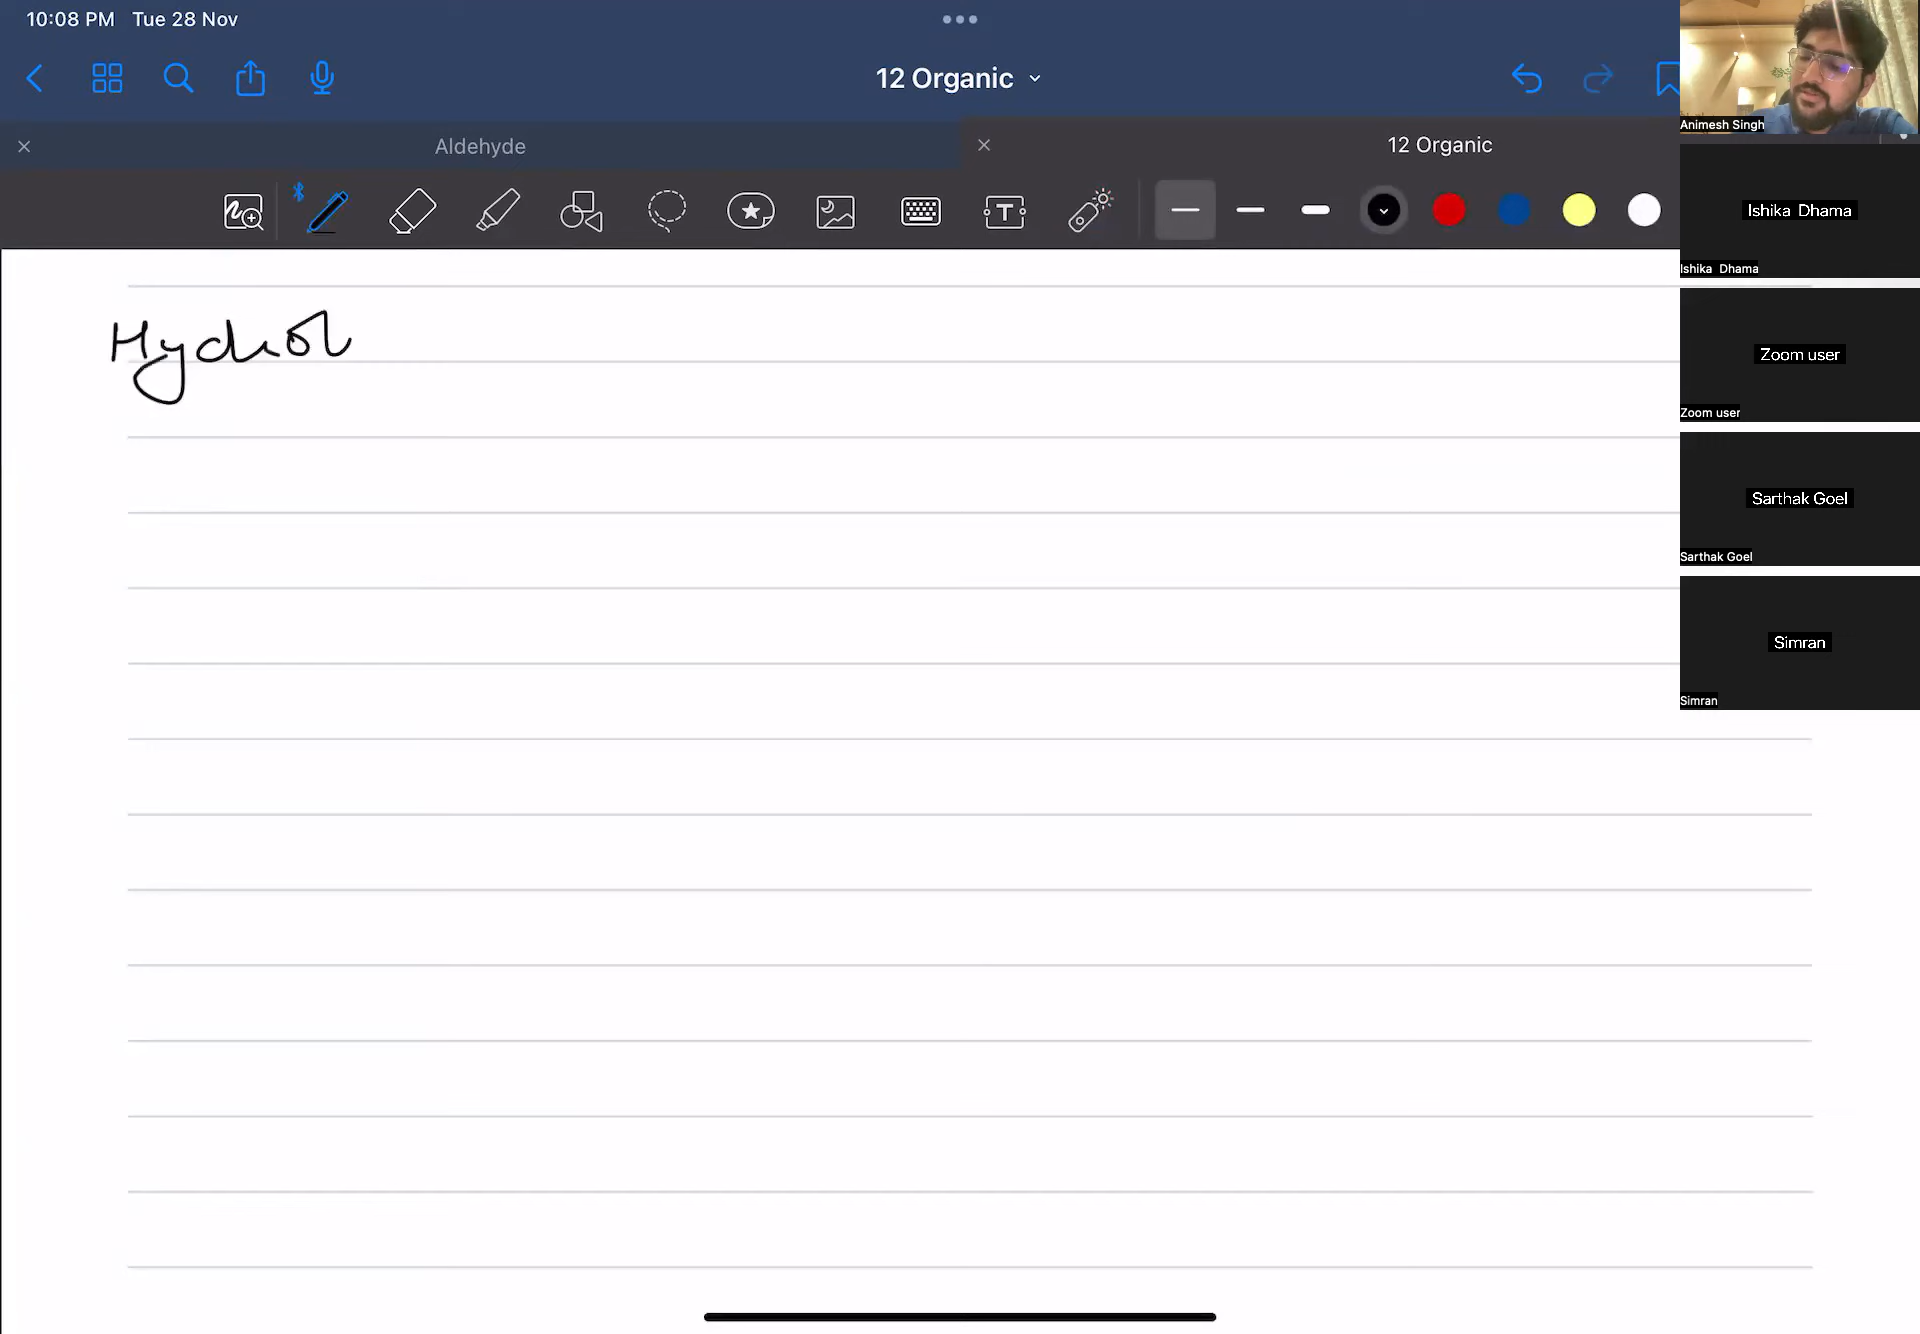 10:08 PM Tue 28 Nov
12 Organic
Aldehyde
12 Organic
T
Hydrol
Animesh Singh
Ishika Dhama
Ishika Dhama
Zoom user
Zoom user
Sarthak Goel
Sarthak Goel
Simran
Simran